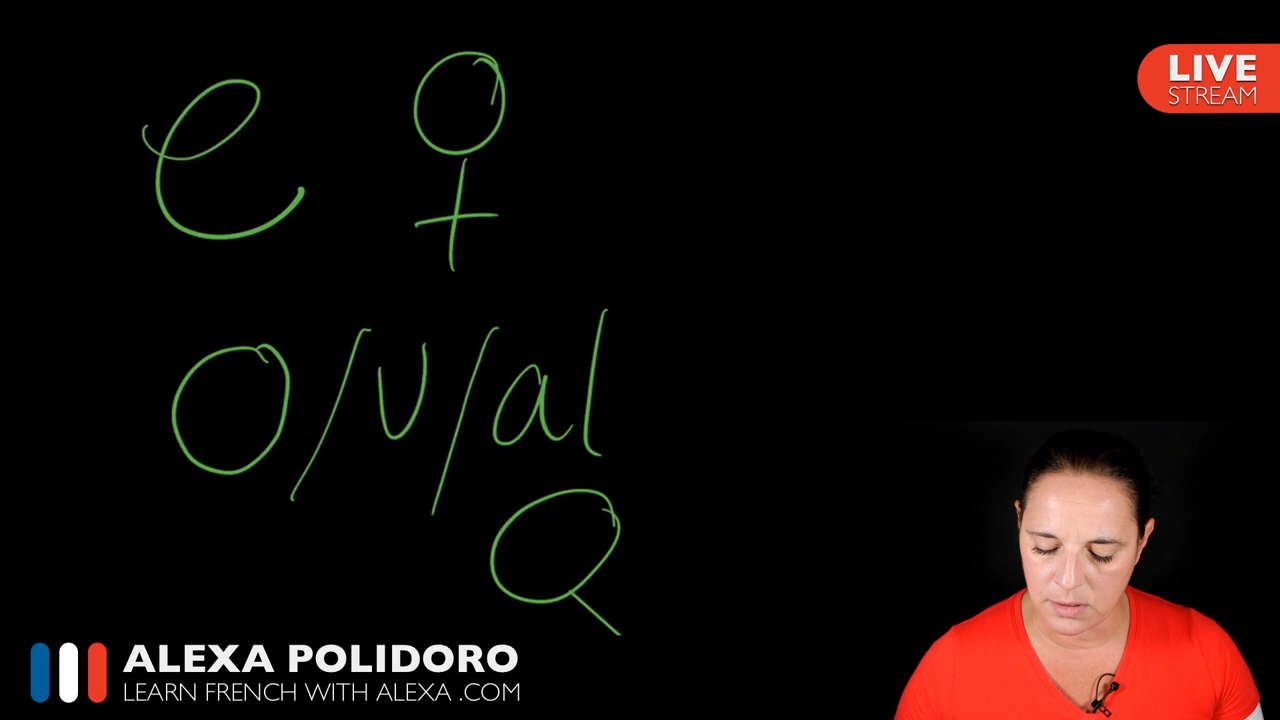 e ♀
O/u/al
Q
LIVE
STREAM
ALEXA POLIDORO
LEARN FRENCH WITH ALEXA .COM